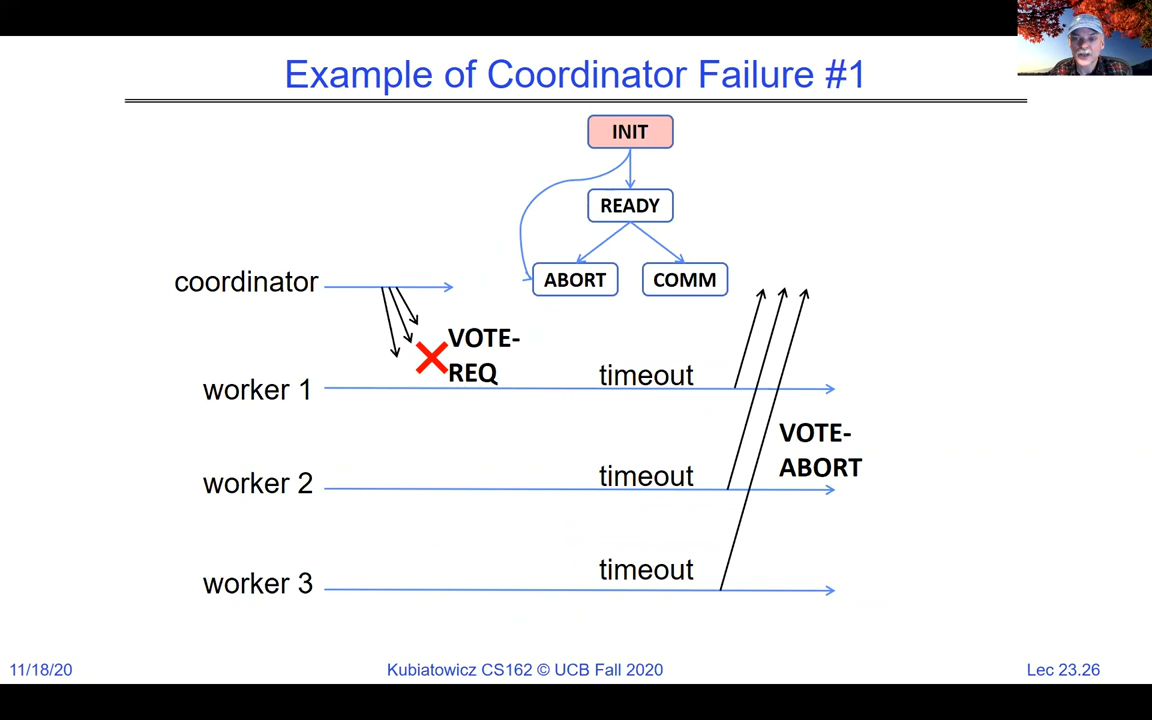 Example of Coordinator Failure #1
INIT
READY
ABORT
COMM
coordinator
VOTE-
REQ
worker 1
timeout
VOTE-
ABORT
worker 2
timeout
worker 3
timeout
11/18/20
Kubiatowicz CS162 © UCB Fall 2020
Lec 23.26